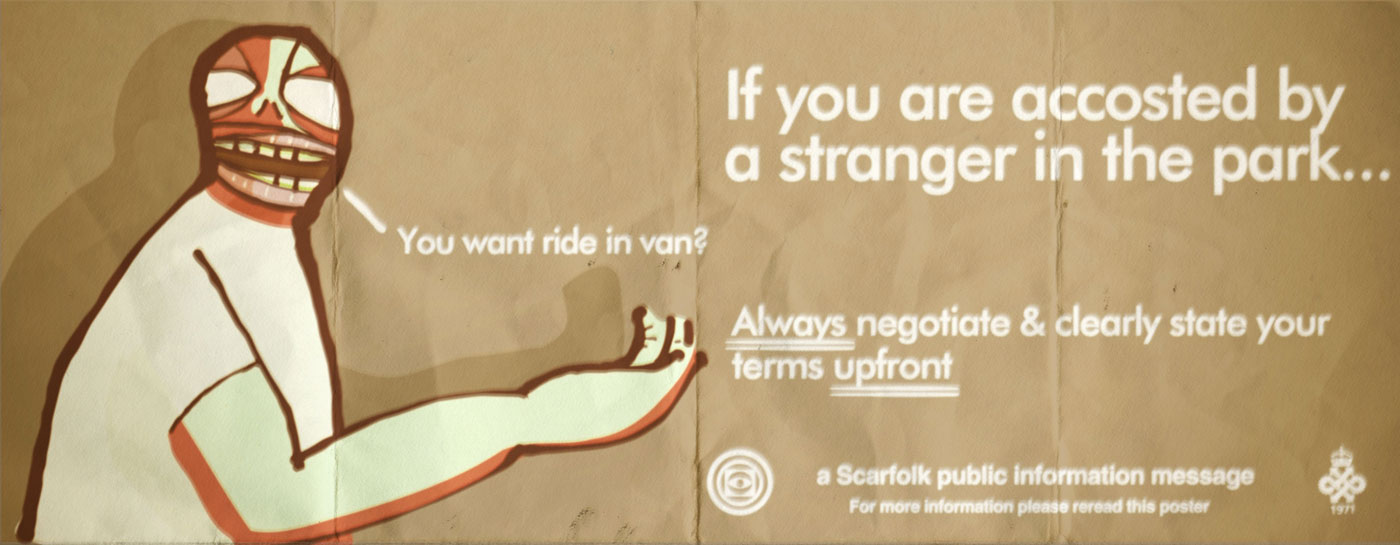 If you are accosted by
a stranger in the park...
You want ride in van?
Always negotiate & clearly state your
terms upfront
a Scarfolk public information message
For more information please reread this poster
1971